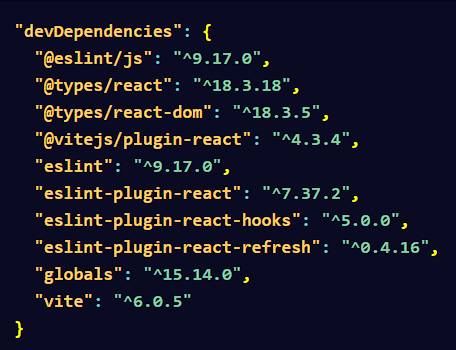 "devDependencies": {
"@eslint/js": "^9.17.0",
"@types/react": "^18.3.18",
"@types/react-dom": "^18.3.5",
"@vitejs/plugin-react": "^4.3.4",
"eslint": "^9.17.0",
"eslint-plugin-react": "^7.37.2",
"eslint-plugin-react-hooks": "^5.0.0",
"eslint-plugin-react-refresh": "^0.4.16",
"globals": "^15.14.0",
"vite": "^6.0.5"
}